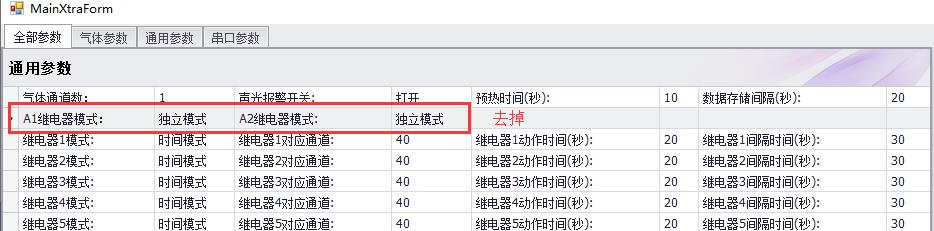 MainXtraForm
全部参数 气体参数 通用参数 串口参数
通用参数
气体通道数: 1 声光报警开关: 打开 预热时间(秒): 10 数据存储间隔(秒): 20
A1继电器模式: 独立模式 A2继电器模式: 独立模式 去掉
继电器1模式: 时间模式 继电器1对应通道: 40 继电器1动作时间(秒): 20 继电器1间隔时间(秒): 30
继电器2模式: 时间模式 继电器2对应通道: 40 继电器2动作时间(秒): 20 继电器2间隔时间(秒): 30
继电器3模式: 时间模式 继电器3对应通道: 40 继电器3动作时间(秒): 20 继电器3间隔时间(秒): 30
继电器4模式: 时间模式 继电器4对应通道: 40 继电器4动作时间(秒): 20 继电器4间隔时间(秒): 30
继电器5模式: 时间模式 继电器5对应通道: 40 继电器5动作时间(秒): 20 继电器5间隔时间(秒): 30